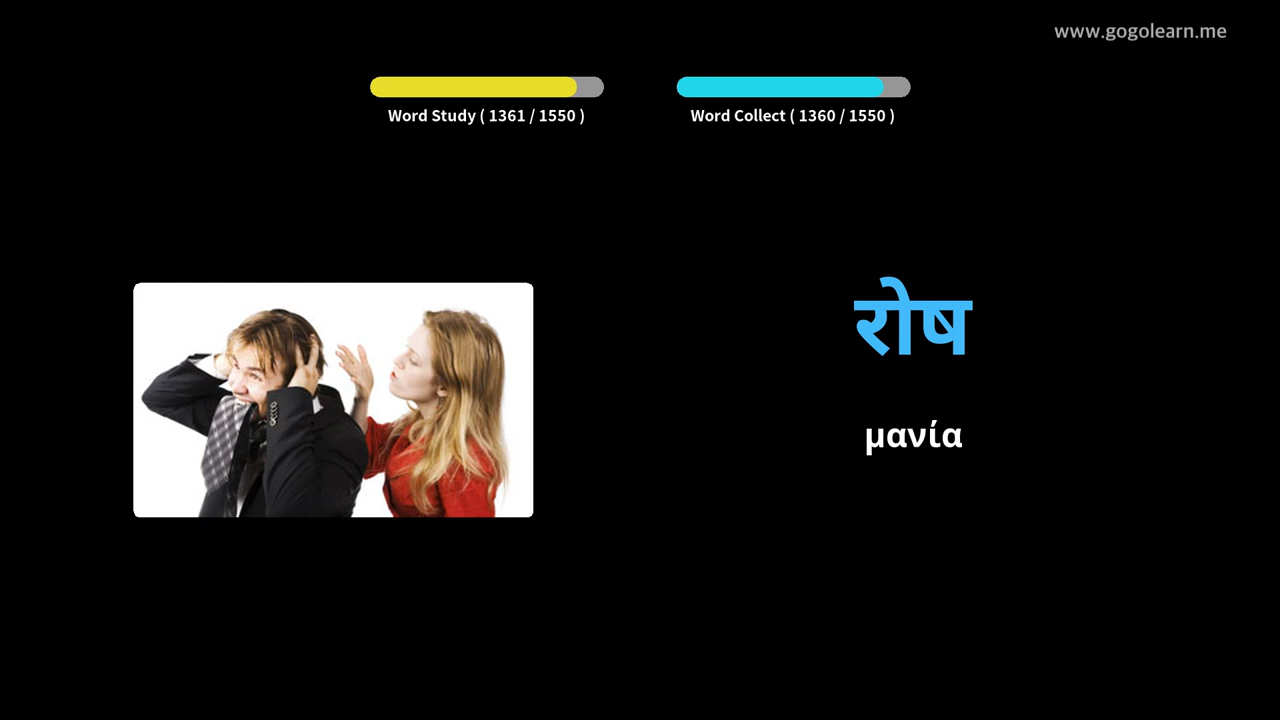 www.gogolearn.me
Word Study ( 1361 / 1550 )
Word Collect ( 1360 / 1550 )
रोष
μανία